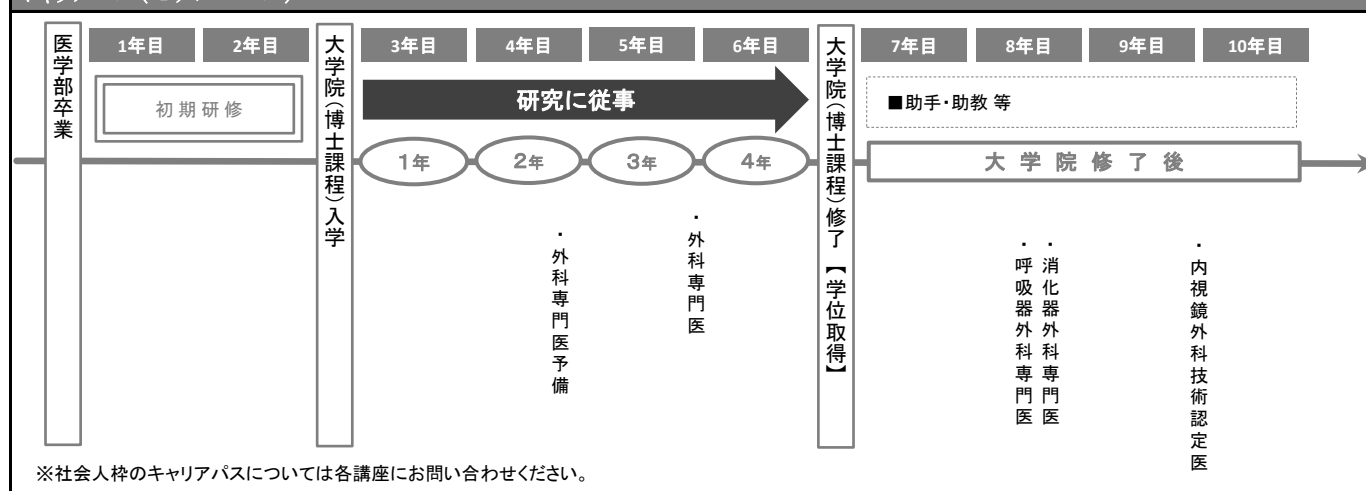 医学部卒業
1年目
2年目
初期研修
大学院(博士課程)入学
3年目
4年目
5年目
6年目
研究に従事
1年
2年
3年
4年
・外科専門医予備
・外科専門医
大学院(博士課程)修了【学位取得】
7年目
8年目
9年目
10年目
■助手・助教 等
大学院修了後
・消化器外科専門医
・呼吸器外科専門医
・内視鏡外科技術認定医
※社会人枠のキャリアパスについては各講座にお問い合わせください。